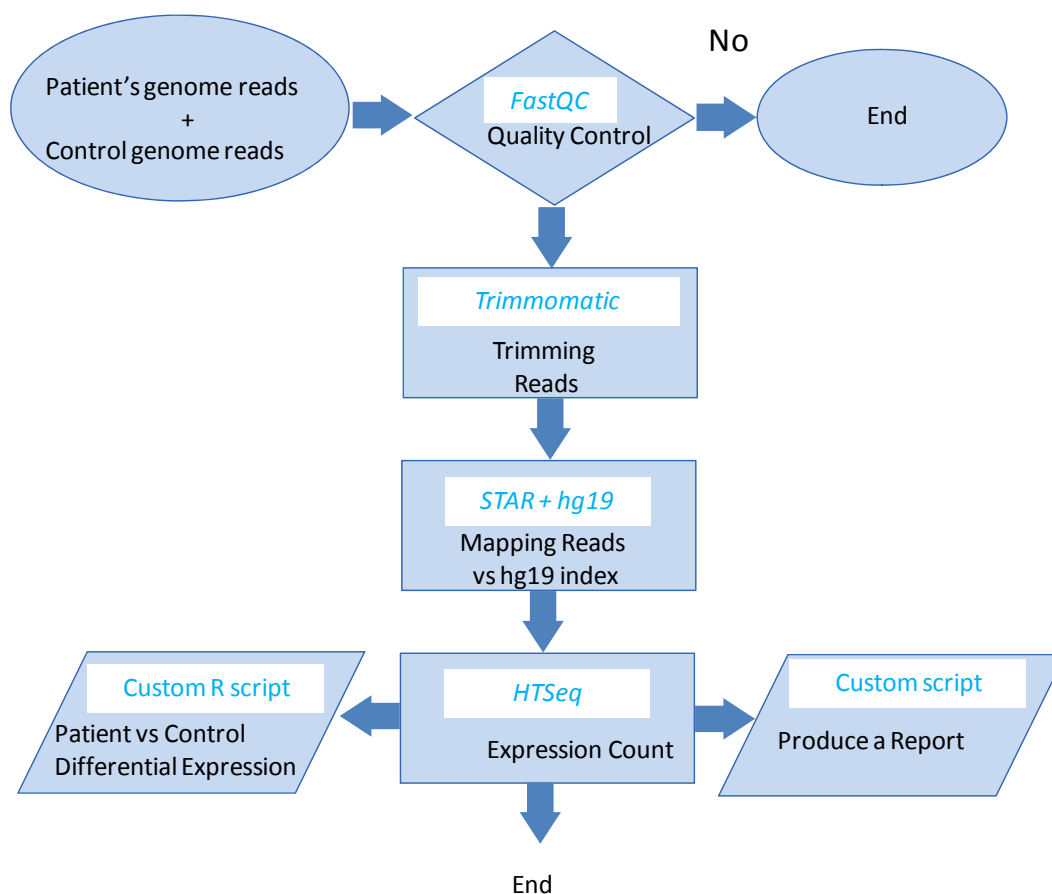 No
Patient's genome reads
+
Control genome reads
FastQC
Quality Control
End
Trimmomatic
Trimming
Reads
STAR + hg19
Mapping Reads
vs hg19 index
Custom R script
Patient vs Control
Differential Expression
HTSeq
Expression Count
Custom script
Produce a Report
End